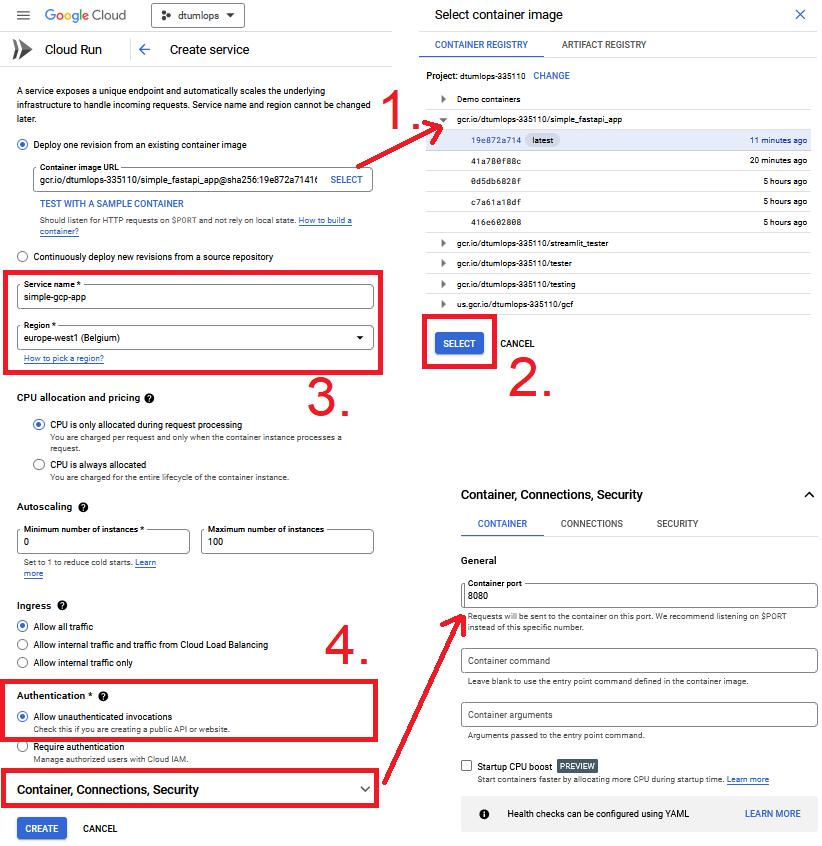 Google Cloud
dtumlops
Cloud Run
Create service
A service exposes a unique endpoint and automatically scales the underlying
infrastructure to handle incoming requests. Service name and region cannot be changed
later.
Deploy one revision from an existing container image
Container image URL
gcr.io/dtumlops-335110/simple_fastapi_app@sha256:19e872a71416
SELECT
TEST WITH A SAMPLE CONTAINER
Should listen for HTTP requests on $PORT and not rely on local state. How to build a
container?
Continuously deploy new revisions from a source repository
Service name *
simple-gcp-app
Region *
europe-west1 (Belgium)
How to pick a region?
3.
CPU allocation and pricing
CPU is only allocated during request processing
You are charged per request and only when the container instance processes a
request.
CPU is always allocated
You are charged for the entire lifecycle of the container instance.
Autoscaling
Minimum number of instances *
0
Maximum number of instances
100
Set to 1 to reduce cold starts. Learn
more
Ingress
Allow all traffic
Allow internal traffic and traffic from Cloud Load Balancing
Allow internal traffic only
4.
Authentication *
Allow unauthenticated invocations
Check this if you are creating a public API or website.
Require authentication
Manage authorized users with Cloud IAM.
Container, Connections, Security
CREATE
CANCEL
1.
Select container image
CONTAINER REGISTRY
ARTIFACT REGISTRY
Project: dtumlops-335110 CHANGE
Demo containers
gcr.io/dtumlops-335110/simple_fastapi_app
19e872a714 latest 11 minutes ago
41a780f88c 20 minutes ago
0d5db6828f 5 hours ago
c7a61a18df 5 hours ago
416e602808 5 hours ago
gcr.io/dtumlops-335110/streamlit_tester
gcr.io/dtumlops-335110/tester
gcr.io/dtumlops-335110/testing
us.gcr.io/dtumlops-335110/gcf
SELECT
CANCEL
2.
Container, Connections, Security
CONTAINER
CONNECTIONS
SECURITY
General
Container port
8080
Requests will be sent to the container on this port. We recommend listening on $PORT
instead of this specific number.
Container command
Leave blank to use the entry point command defined in the container image.
Container arguments
Arguments passed to the entry point command.
Startup CPU boost PREVIEW
Start containers faster by allocating more CPU during startup time. Learn more
Health checks can be configured using YAML
LEARN MORE